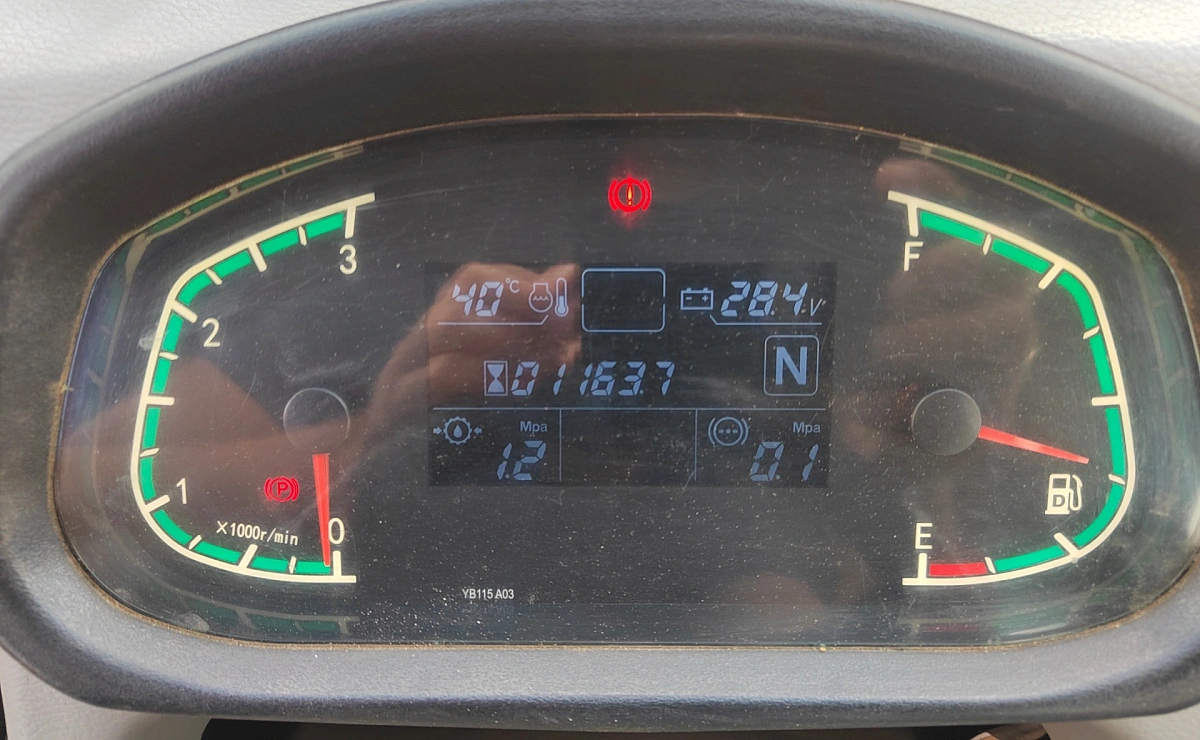 3
F
40°C
28.4V
2
011637
N
Mpa
Mpa
1.2
0.1
1
P
D
×1000r/min
0
E
YB115 A03